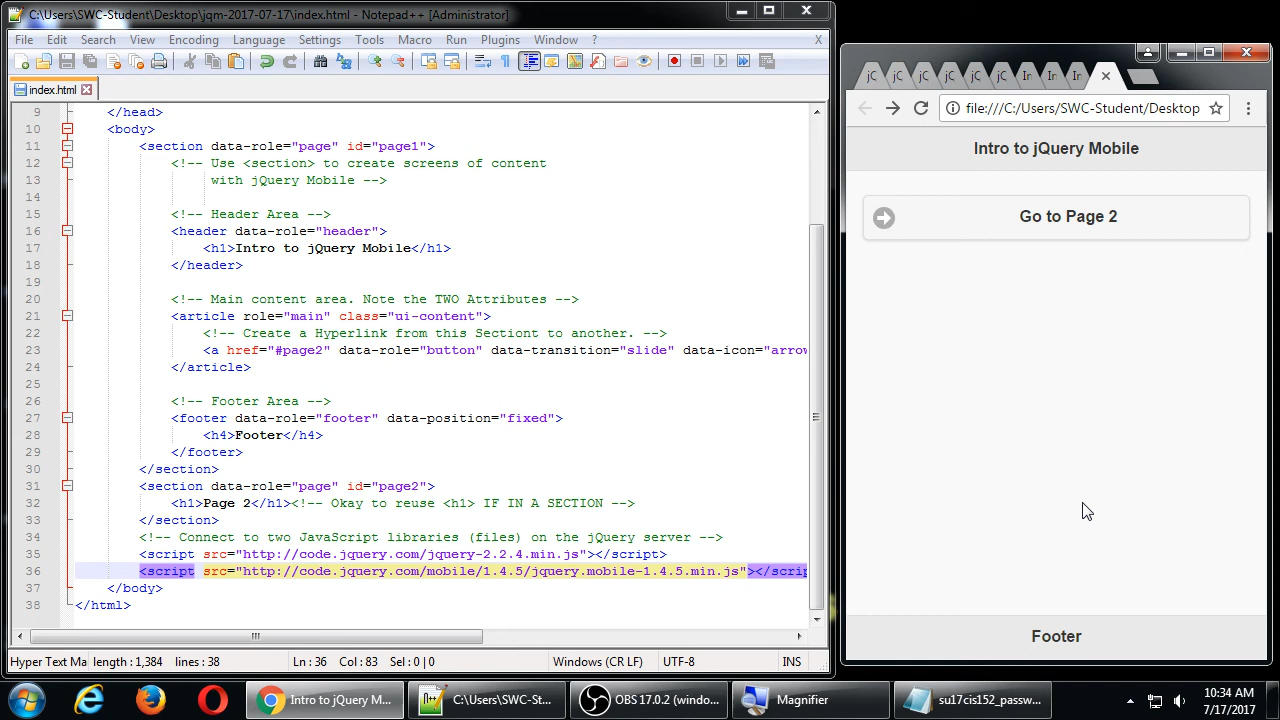 C:\Users\SWC-Student\Desktop\jqm-2017-07-17\index.html - Notepad++ [Administrator]
File Edit Search View Encoding Language Settings Tools Macro Run Plugins Window ? X
index.html
9 </head>
10 <body>
11 <section data-role="page" id="page1">
12 <!-- Use <section> to create screens of content
13 with jQuery Mobile -->
14
15 <!-- Header Area -->
16 <header data-role="header">
17 <h1>Intro to jQuery Mobile</h1>
18 </header>
19
20 <!-- Main content area. Note the TWO Attributes -->
21 <article role="main" class="ui-content">
22 <!-- Create a Hyperlink from this Sectiont to another. -->
23 <a href="#page2" data-role="button" data-transition="slide" data-icon="arrow
24 </article>
25
26 <!-- Footer Area -->
27 <footer data-role="footer" data-position="fixed">
28 <h4>Footer</h4>
29 </footer>
30 </section>
31 <section data-role="page" id="page2">
32 <h1>Page 2</h1><!-- Okay to reuse <h1> IF IN A SECTION -->
33 </section>
34 <!-- Connect to two JavaScript libraries (files) on the jQuery server -->
35 <script src="http://code.jquery.com/jquery-2.2.4.min.js"></script>
36 <script src="http://code.jquery.com/mobile/1.4.5/jquery.mobile-1.4.5.min.js"></scrip
37 </body>
38 </html>
Hyper Text Ma length : 1,384 lines : 38 Ln : 36 Col : 83 Sel : 0 | 0 Windows (CR LF) UTF-8 INS
jC jC jC jC jC jC In In In
file:///C:/Users/SWC-Student/Desktop
Intro to jQuery Mobile
Go to Page 2
Footer
Intro to jQuery M...
C:\Users\SWC-St...
OBS 17.0.2 (windo...
Magnifier
su17cis152_passw...
10:34 AM
7/17/2017